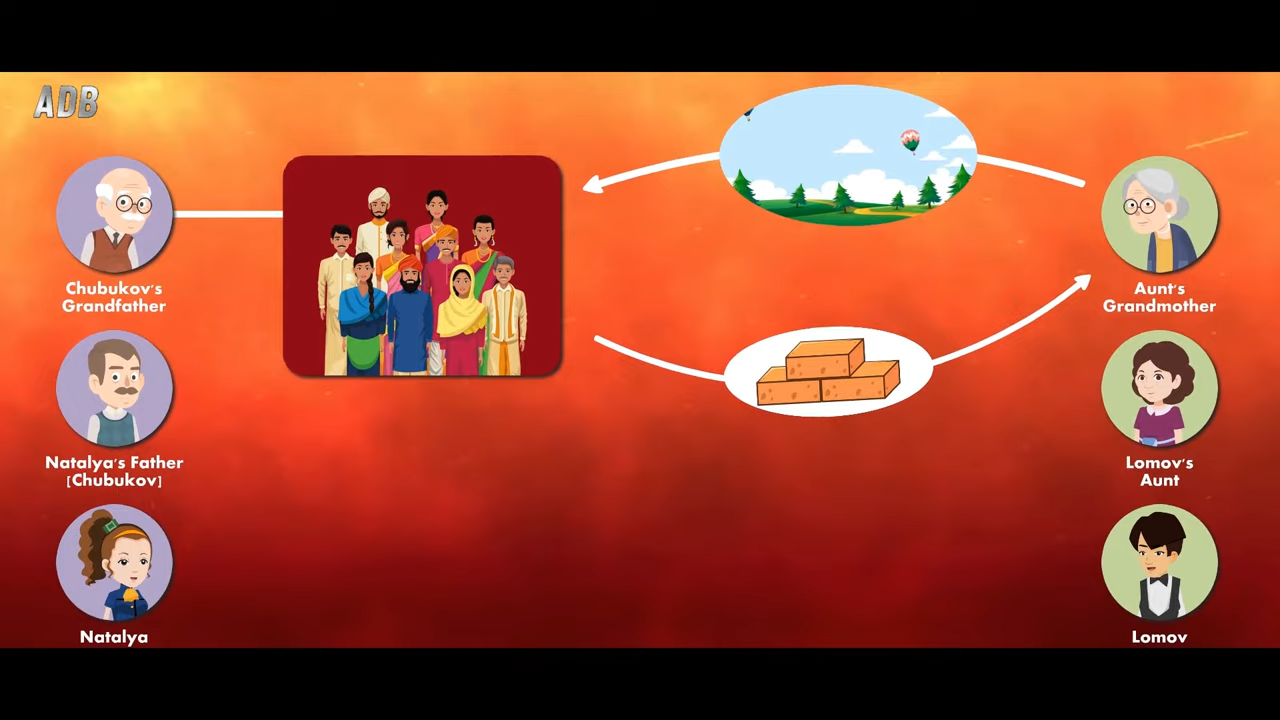 ADB
Chubukov's
Grandfather
Aunt's
Grandmother
Natalya's Father
[Chubukov]
Lomov's
Aunt
Natalya
Lomov